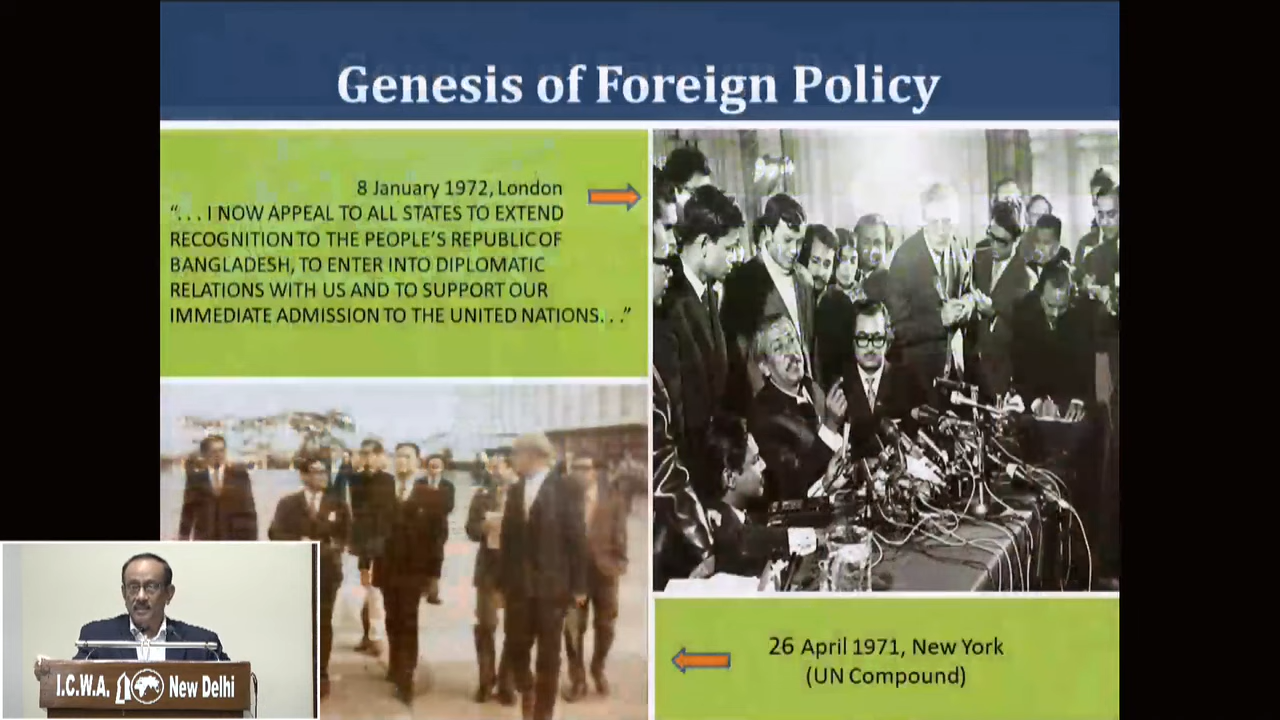 Genesis of Foreign Policy
8 January 1972, London
“. . . I NOW APPEAL TO ALL STATES TO EXTEND
RECOGNITION TO THE PEOPLE’S REPUBLIC OF
BANGLADESH, TO ENTER INTO DIPLOMATIC
RELATIONS WITH US AND TO SUPPORT OUR
IMMEDIATE ADMISSION TO THE UNITED NATIONS. . .”
26 April 1971, New York
(UN Compound)
I.C.W.A. New Delhi